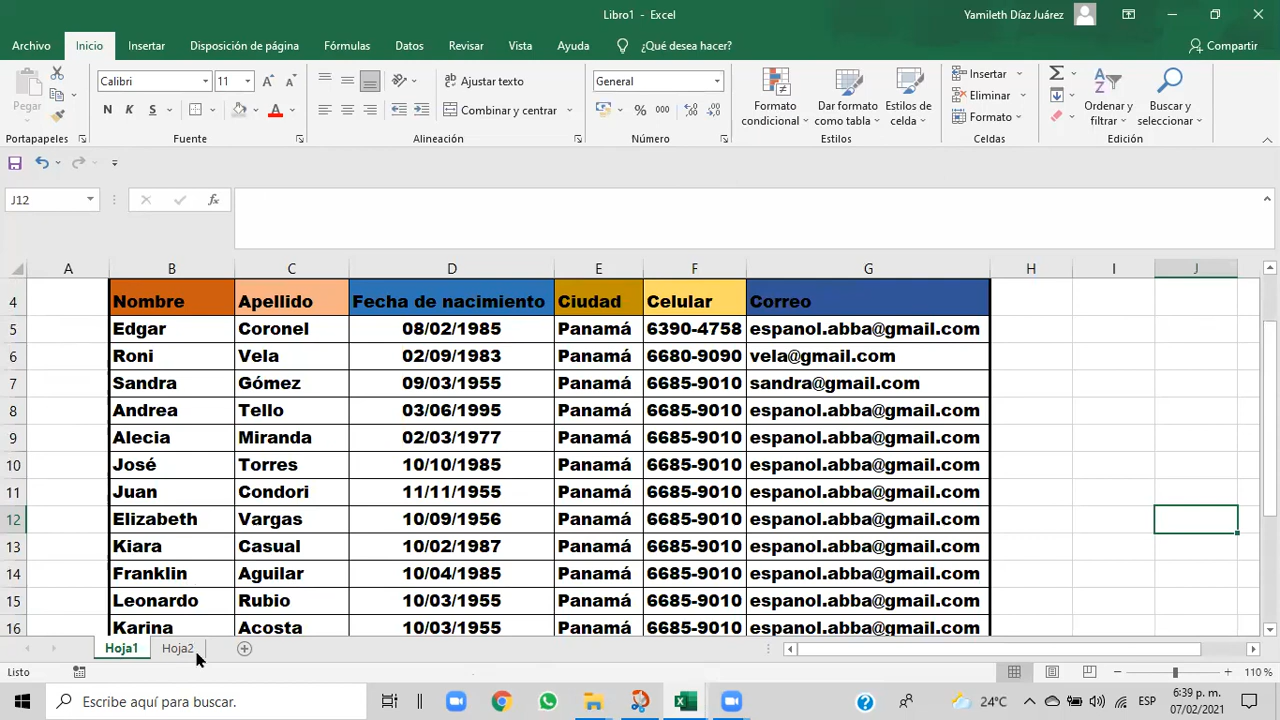 Libro1 - Excel
Yamileth Díaz Juárez
Archivo Inicio Insertar Disposición de página Fórmulas Datos Revisar Vista Ayuda ¿Qué desea hacer? Compartir
Pegar
Calibri 11
N K S
Ajustar texto
Combinar y centrar
General
% 000
Formato condicional
Dar formato como tabla
Estilos de celda
Insertar
Eliminar
Formato
Ordenar y filtrar
Buscar y seleccionar
Portapapeles Fuente Alineación Número Estilos Celdas Edición
J12 fx
A B C D E F G H I J
4 Nombre Apellido Fecha de nacimiento Ciudad Celular Correo
5 Edgar Coronel 08/02/1985 Panamá 6390-4758 espanol.abba@gmail.com
6 Roni Vela 02/09/1983 Panamá 6680-9090 vela@gmail.com
7 Sandra Gómez 09/03/1955 Panamá 6685-9010 sandra@gmail.com
8 Andrea Tello 03/06/1995 Panamá 6685-9010 espanol.abba@gmail.com
9 Alecia Miranda 02/03/1977 Panamá 6685-9010 espanol.abba@gmail.com
10 José Torres 10/10/1985 Panamá 6685-9010 espanol.abba@gmail.com
11 Juan Condori 11/11/1955 Panamá 6685-9010 espanol.abba@gmail.com
12 Elizabeth Vargas 10/09/1956 Panamá 6685-9010 espanol.abba@gmail.com
13 Kiara Casual 10/02/1987 Panamá 6685-9010 espanol.abba@gmail.com
14 Franklin Aguilar 10/04/1985 Panamá 6685-9010 espanol.abba@gmail.com
15 Leonardo Rubio 10/03/1955 Panamá 6685-9010 espanol.abba@gmail.com
16 Karina Acosta 10/03/1955 Panamá 6685-9010 espanol.abba@gmail.com
Hoja1 Hoja2
Listo 110 %
Escribe aquí para buscar. 24°C ESP 6:39 p. m.
07/02/2021